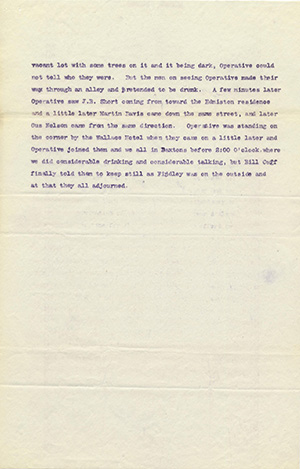 vacant lot with some trees on it and it being dark, Operative could
not tell who they were. But the men on seeing Operative made their
way through an alley and pretended to be drunk. A few minutes later
Operative saw J.R. Short coming from toward the Edmiston residence
and a little later Martin Davis came down the same street, and later
Gus Nelson came from the same direction. Operative was standing on
the corner by the Wallace Hotel when they came on a little later and
Operative joined them and we all in Buxtons before 2:00 O'clock.where
we did considerable drinking and considerable talking, but Bill Cuff
finally told them to keep still as Findley was on the outside and
at that they all adjourned.